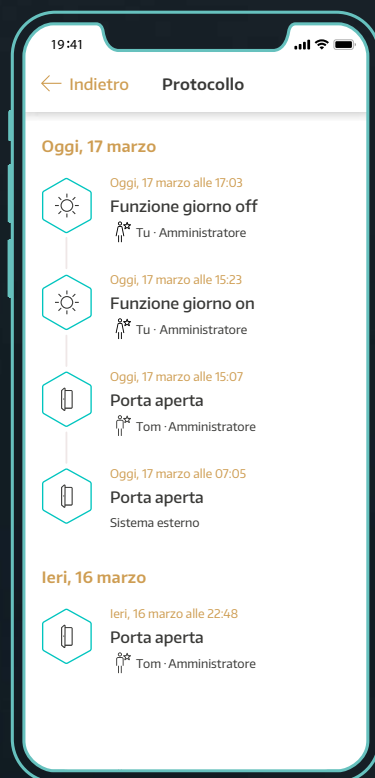 19:41
Indietro Protocollo
Oggi, 17 marzo
Oggi, 17 marzo alle 17:03
Funzione giorno off
Tu · Amministratore
Oggi, 17 marzo alle 15:23
Funzione giorno on
Tu · Amministratore
Oggi, 17 marzo alle 15:07
Porta aperta
Tom · Amministratore
Oggi, 17 marzo alle 07:05
Porta aperta
Sistema esterno
Ieri, 16 marzo
Ieri, 16 marzo alle 22:48
Porta aperta
Tom · Amministratore